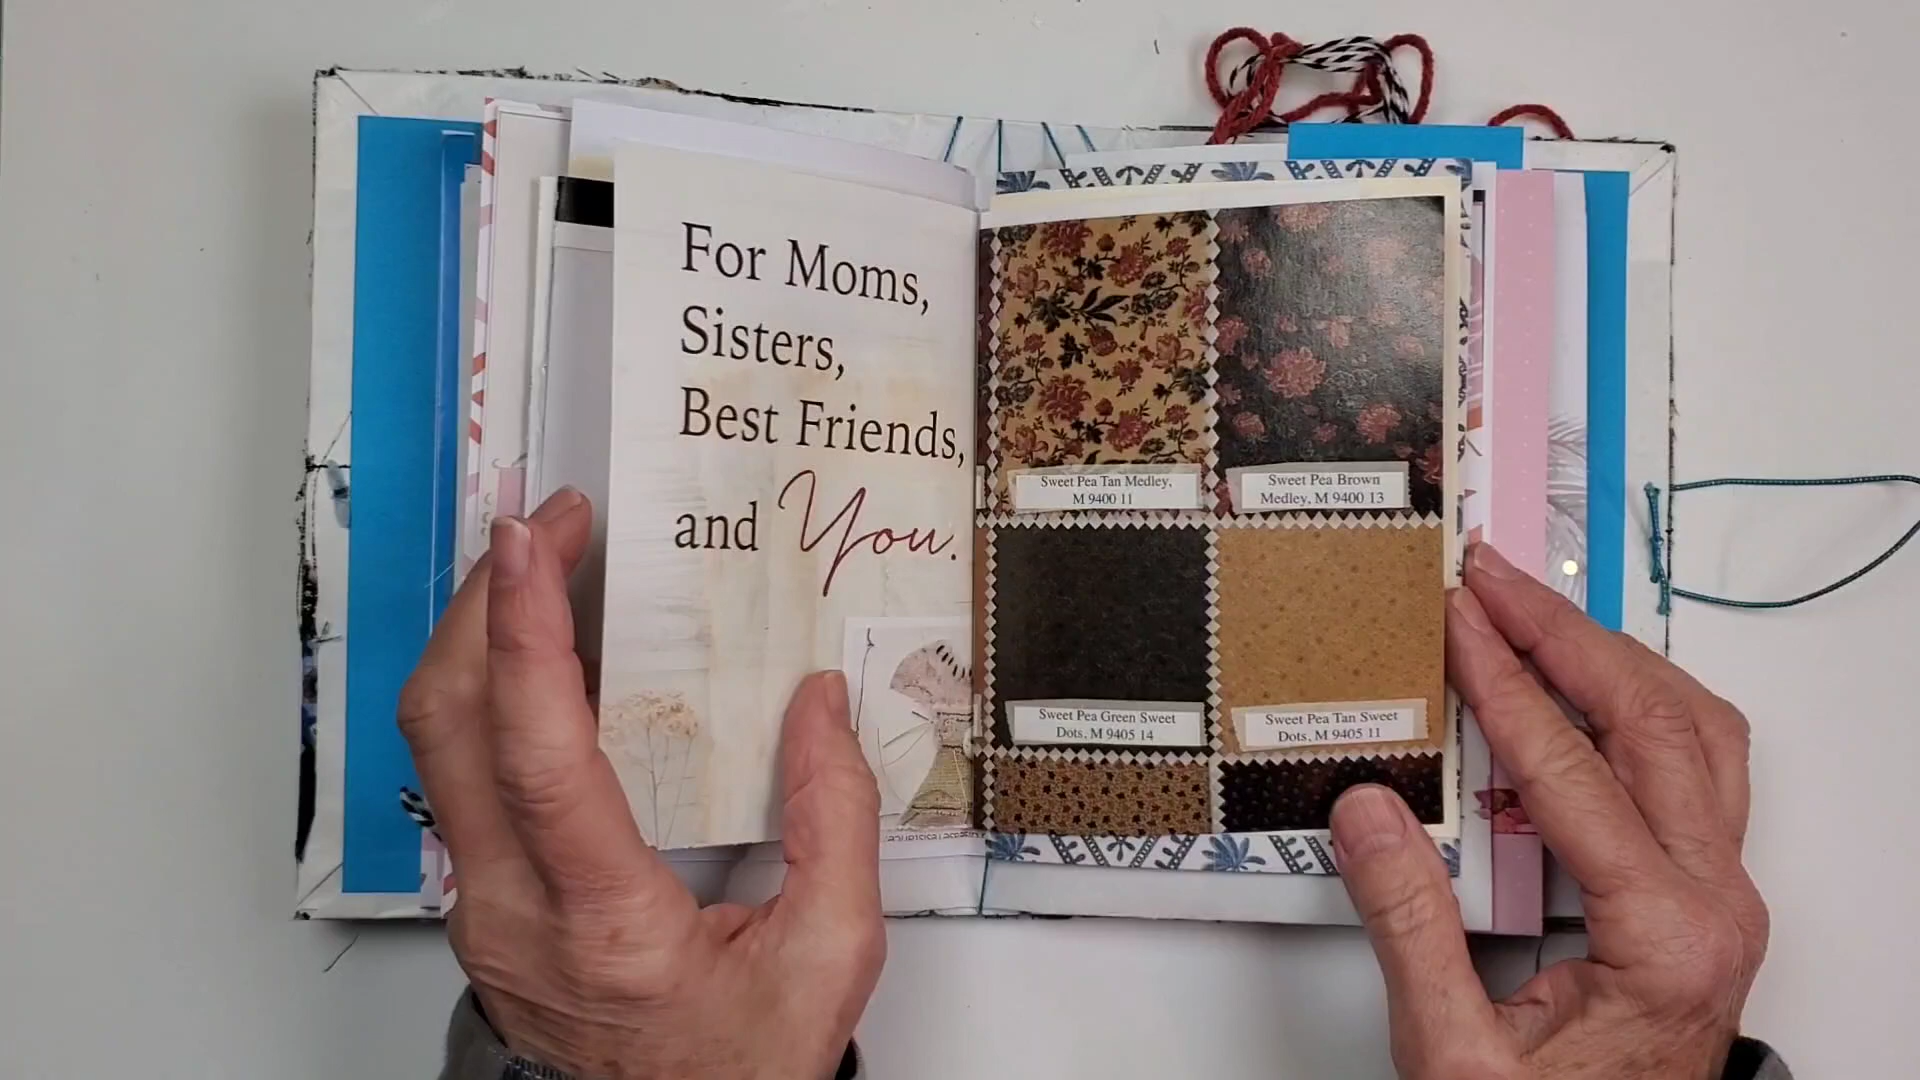 For Moms,
Sisters,
Best Friends,
and You.
Sweet Pea Tan Medley,
M 9400 11
Sweet Pea Brown
Medley, M 9400 13
Sweet Pea Green Sweet
Dots, M 9405 14
Sweet Pea Tan Sweet
Dots, M 9405 11